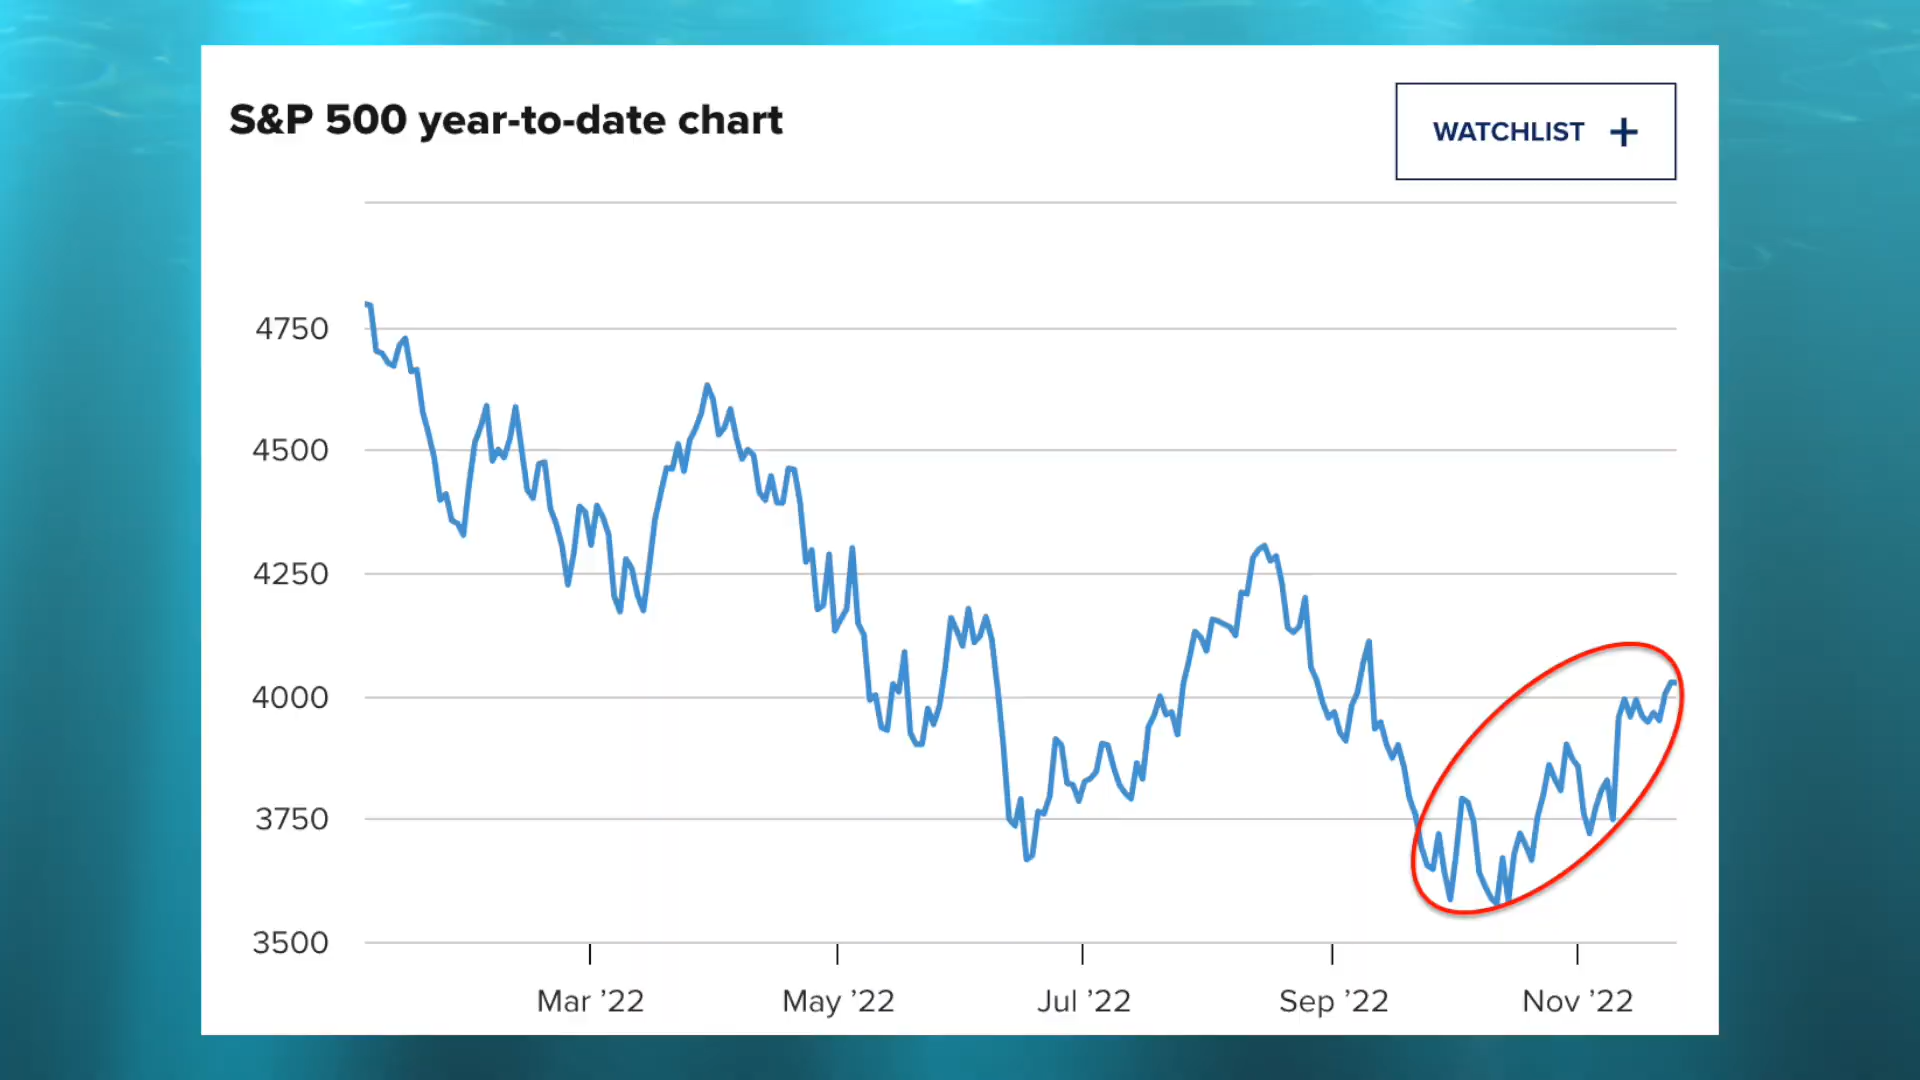 S&P 500 year-to-date chart
WATCHLIST +
4750
4500
4250
4000
3750
3500
Mar ’22 May ’22 Jul ’22 Sep ’22 Nov ’22